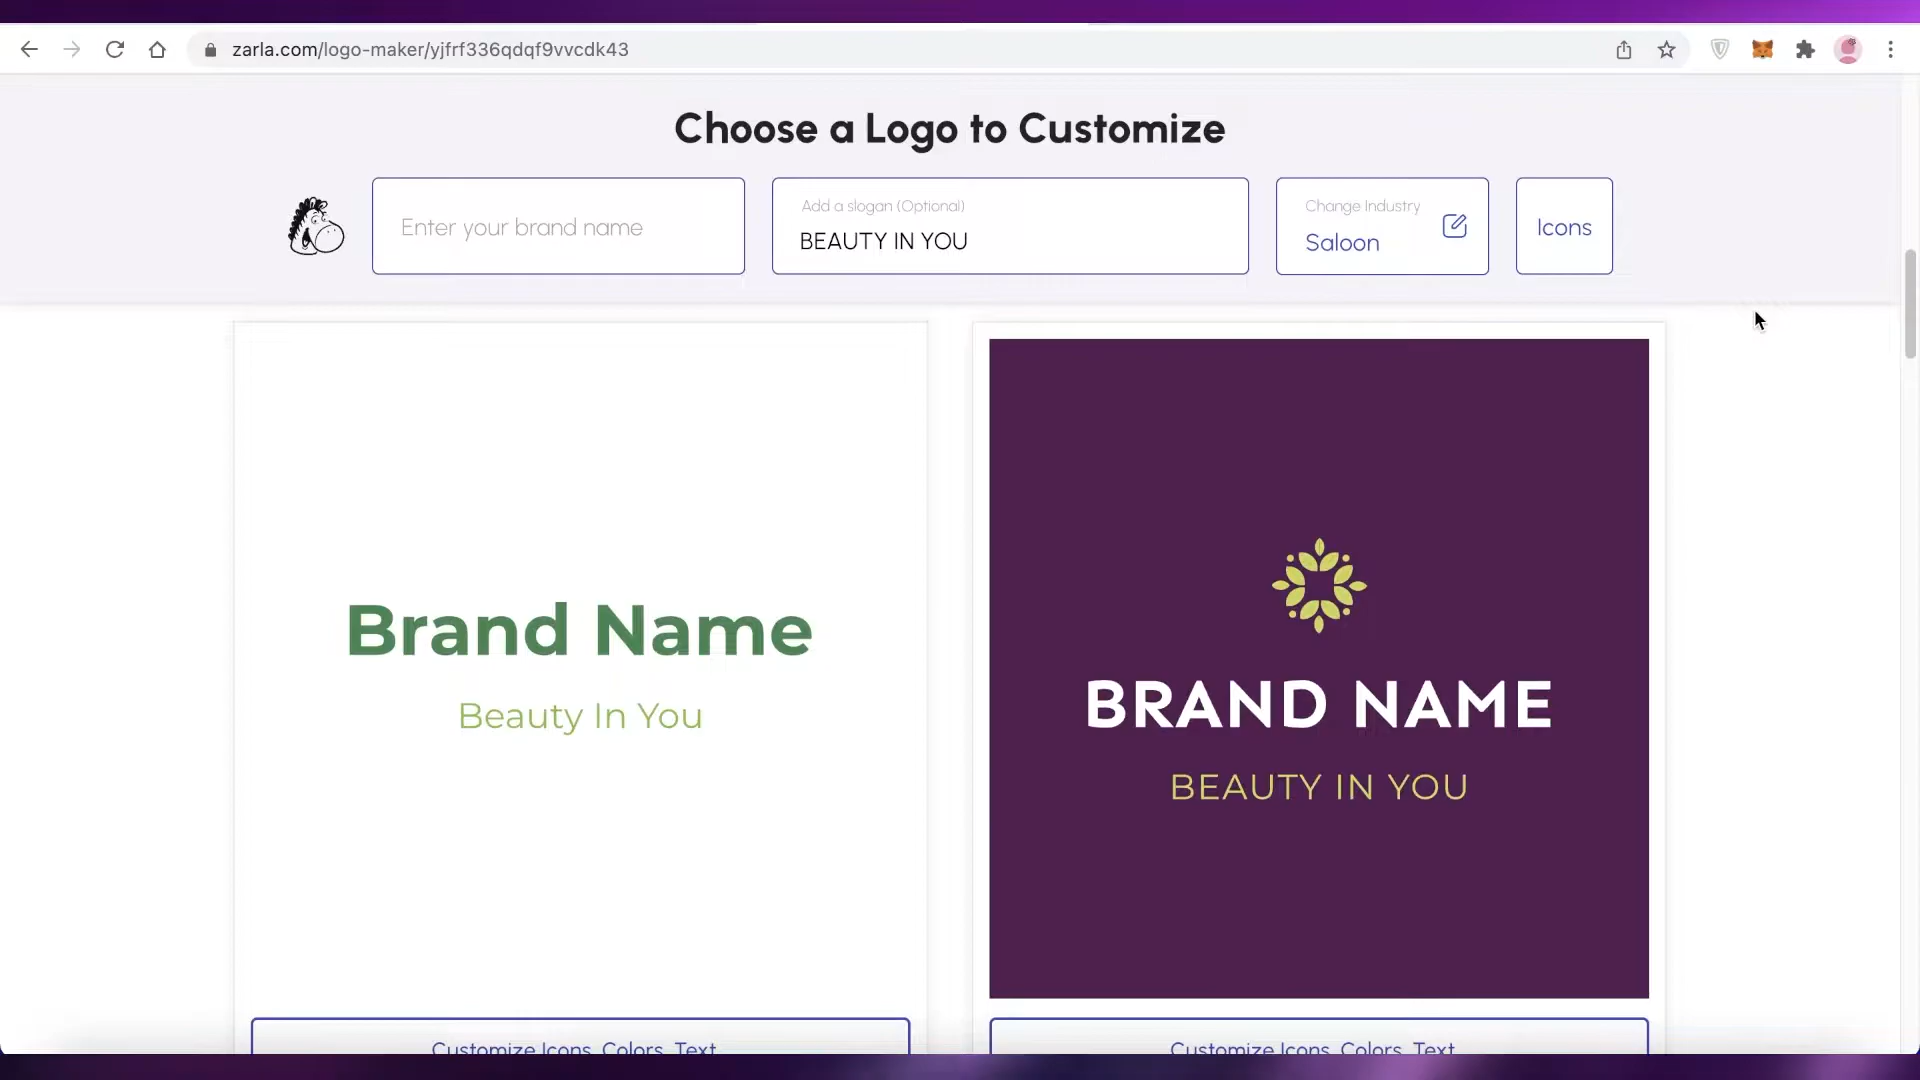 zarla.com/logo-maker/yjfrf336qdqf9vvcdk43
Choose a Logo to Customize
Enter your brand name
Add a slogan (Optional)
BEAUTY IN YOU
Change Industry
Saloon
Icons
Brand Name
Beauty In You
BRAND NAME
BEAUTY IN YOU
Customize Icons, Colors, Text
Customize Icons, Colors, Text